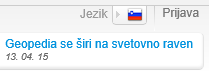 Jezik Prijava
Geopedia se širi na svetovno raven
13. 04. 15